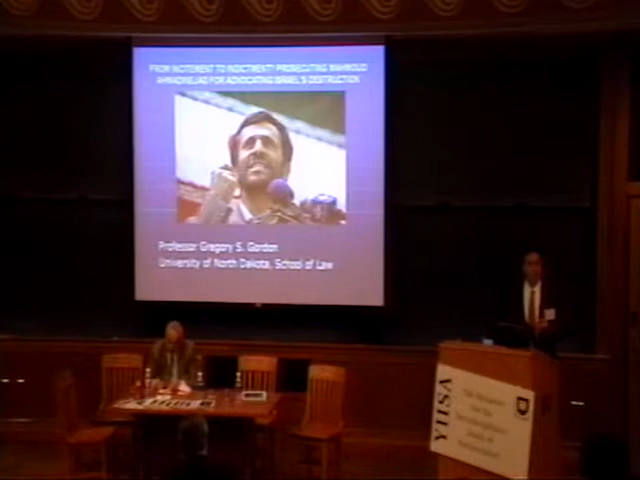 FROM INCITEMENT TO INDICTMENT? PROSECUTING MAHMOUD
AHMADINEJAD FOR ADVOCATING ISRAEL'S DESTRUCTION
Professor Gregory S. Gordon
University of North Dakota, School of Law
YIISA